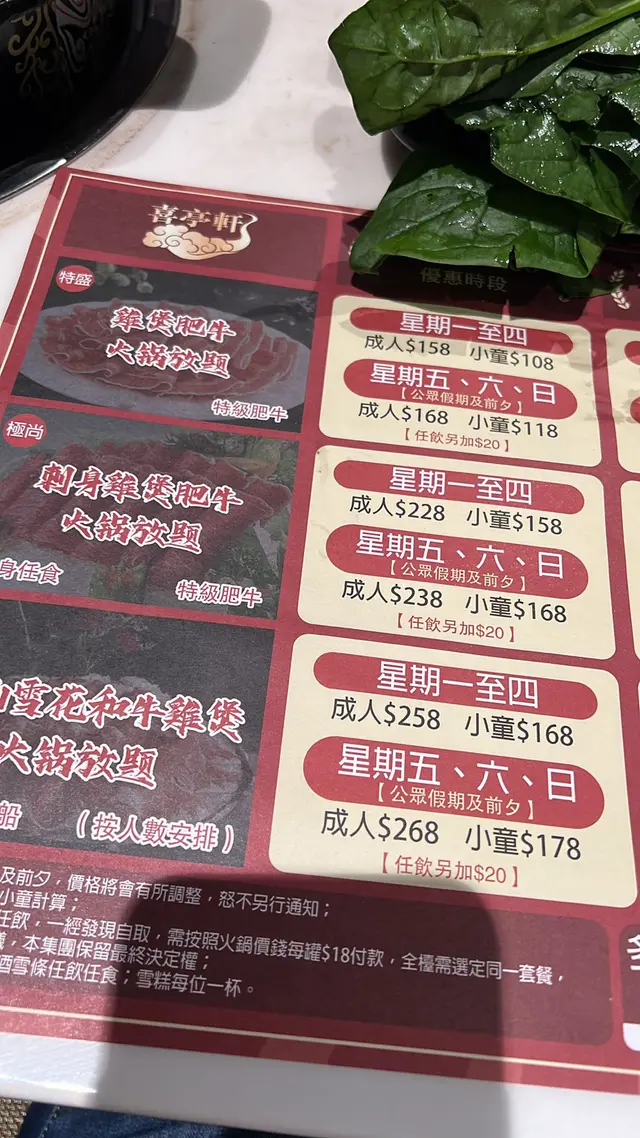 喜亭軒
優惠時段
特盛
雞煲肥牛
火锅放題
特級肥牛
星期一至四
成人$158 小童$108
星期五、六、日
【公眾假期及前夕】
成人$168 小童$118
【任飲另加$20】
極尚
刺身雞煲肥牛
火锅放題
身任食
特級肥牛
星期一至四
成人$228 小童$158
星期五、六、日
【公眾假期及前夕】
成人$238 小童$168
【任飲另加$20】
雪花和牛雞煲
火锅放題
船 (按人數安排)
星期一至四
成人$258 小童$168
星期五、六、日
【公眾假期及前夕】
成人$268 小童$178
【任飲另加$20】
及前夕,價格將會有所調整,怒不另行通知;
小童計算;
任飲,一經發現自取,需按照火鍋價錢每罐$18付款,全檯需選定同一套餐,
,本集團保留最終決定權;
酒雪條任飲任食;雪糕每位一杯。